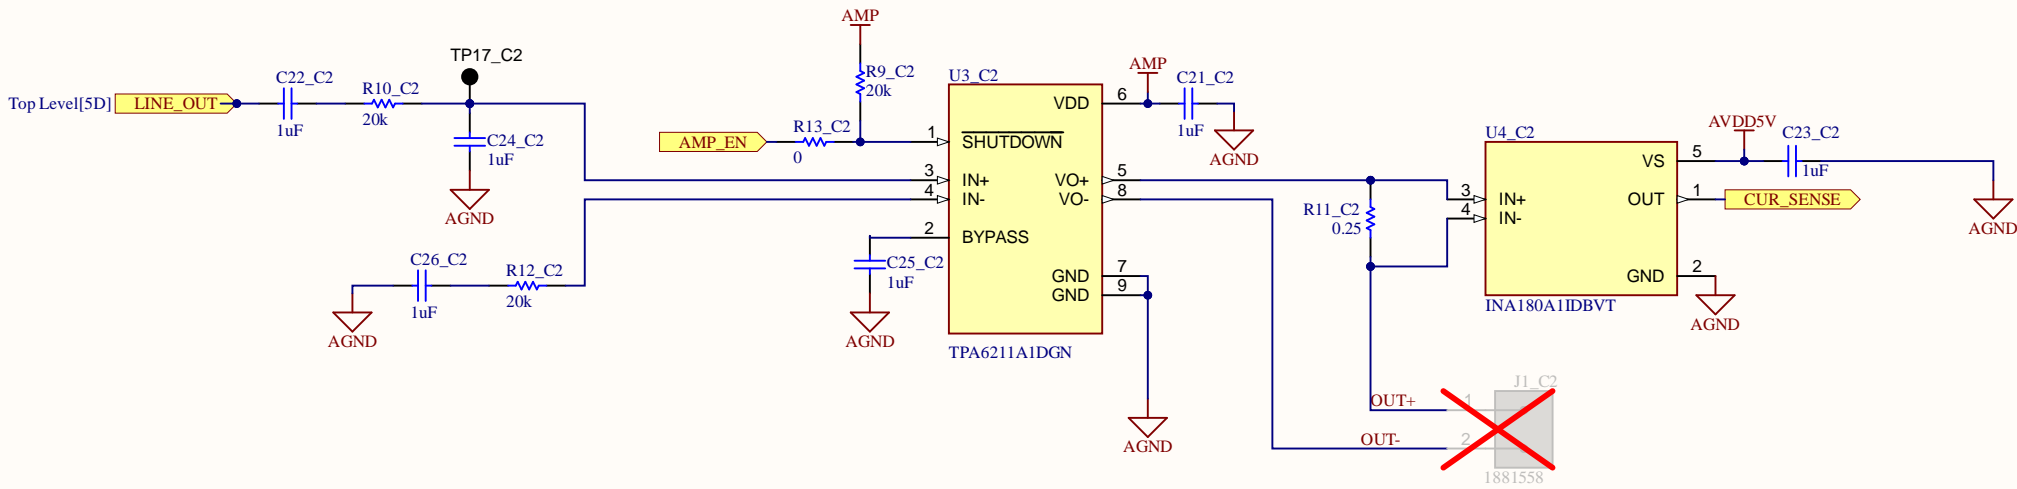 AMP
TP17_C2
C22_C2
R10_C2
Top Level[5D]
LINE_OUT
1uF
20k
C24_C2
1uF
AGND
R9_C2
20k
AMP_EN
R13_C2
0
U3_C2
1
SHUTDOWN
3
IN+
4
IN-
2
BYPASS
VDD
6
VO+
5
VO-
8
GND
7
GND
9
TPA6211A1DGN
AMP
C21_C2
1uF
AGND
C26_C2
1uF
R12_C2
20k
AGND
C25_C2
1uF
AGND
AGND
R11_C2
0.25
U4_C2
3
IN+
4
IN-
VS
5
OUT
1
GND
2
INA180A1IDBVT
AVDD5V
C23_C2
1uF
CUR_SENSE
AGND
AGND
J1_C2
OUT+
1
OUT-
2
1881558